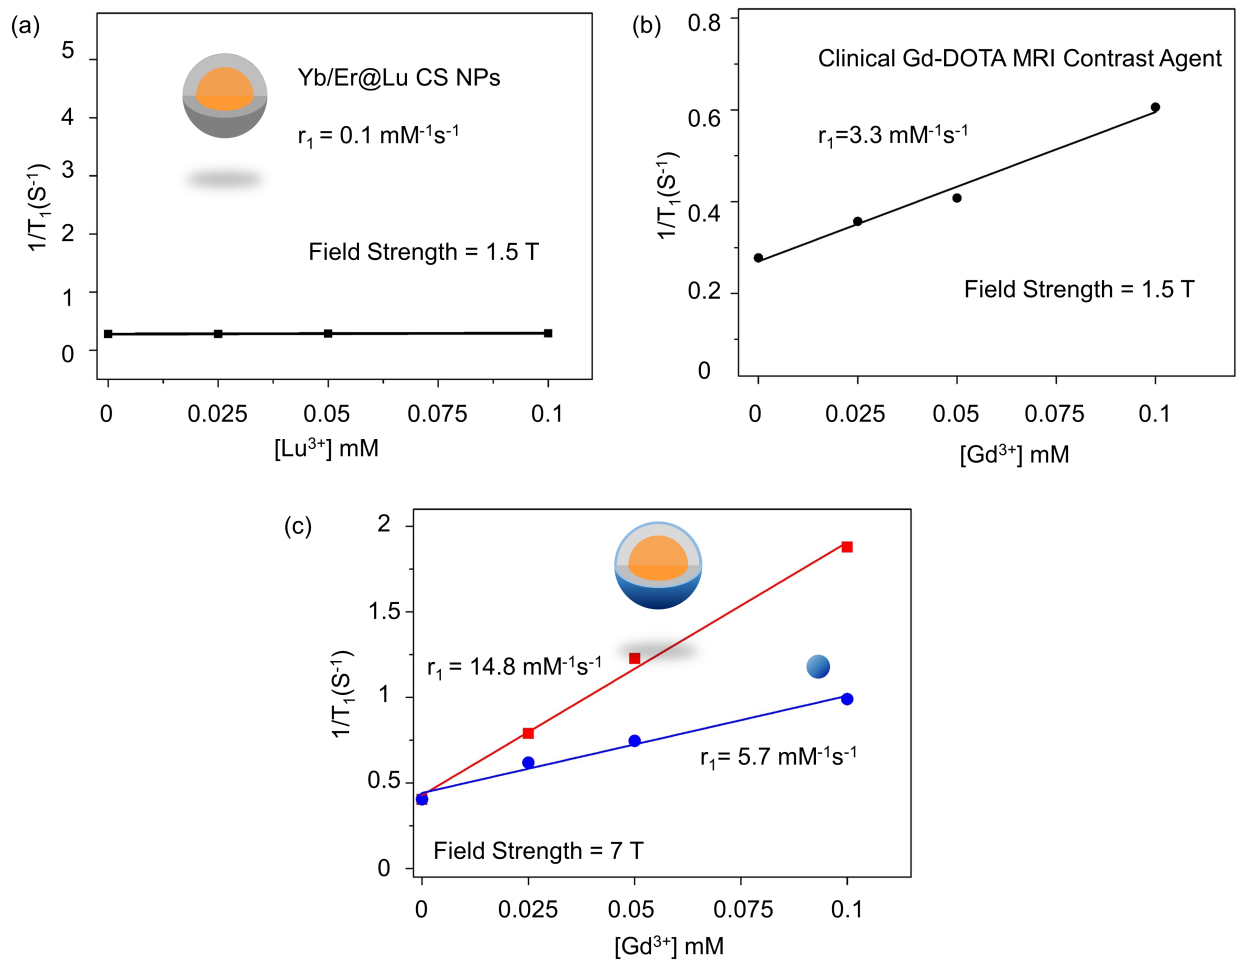 (a)
5
4
3
2
1
0
1/T₁(S⁻¹)
Yb/Er@Lu CS NPs
r₁ = 0.1 mM⁻¹s⁻¹
Field Strength = 1.5 T
0 0.025 0.05 0.075 0.1
[Lu³⁺] mM
(b)
0.8
0.6
0.4
0.2
0
1/T₁(S⁻¹)
Clinical Gd-DOTA MRI Contrast Agent
r₁=3.3 mM⁻¹s⁻¹
Field Strength = 1.5 T
0 0.025 0.05 0.075 0.1
[Gd³⁺] mM
(c)
2
1.5
1
0.5
0
1/T₁(S⁻¹)
r₁ = 14.8 mM⁻¹s⁻¹
r₁= 5.7 mM⁻¹s⁻¹
Field Strength = 7 T
0 0.025 0.05 0.075 0.1
[Gd³⁺] mM